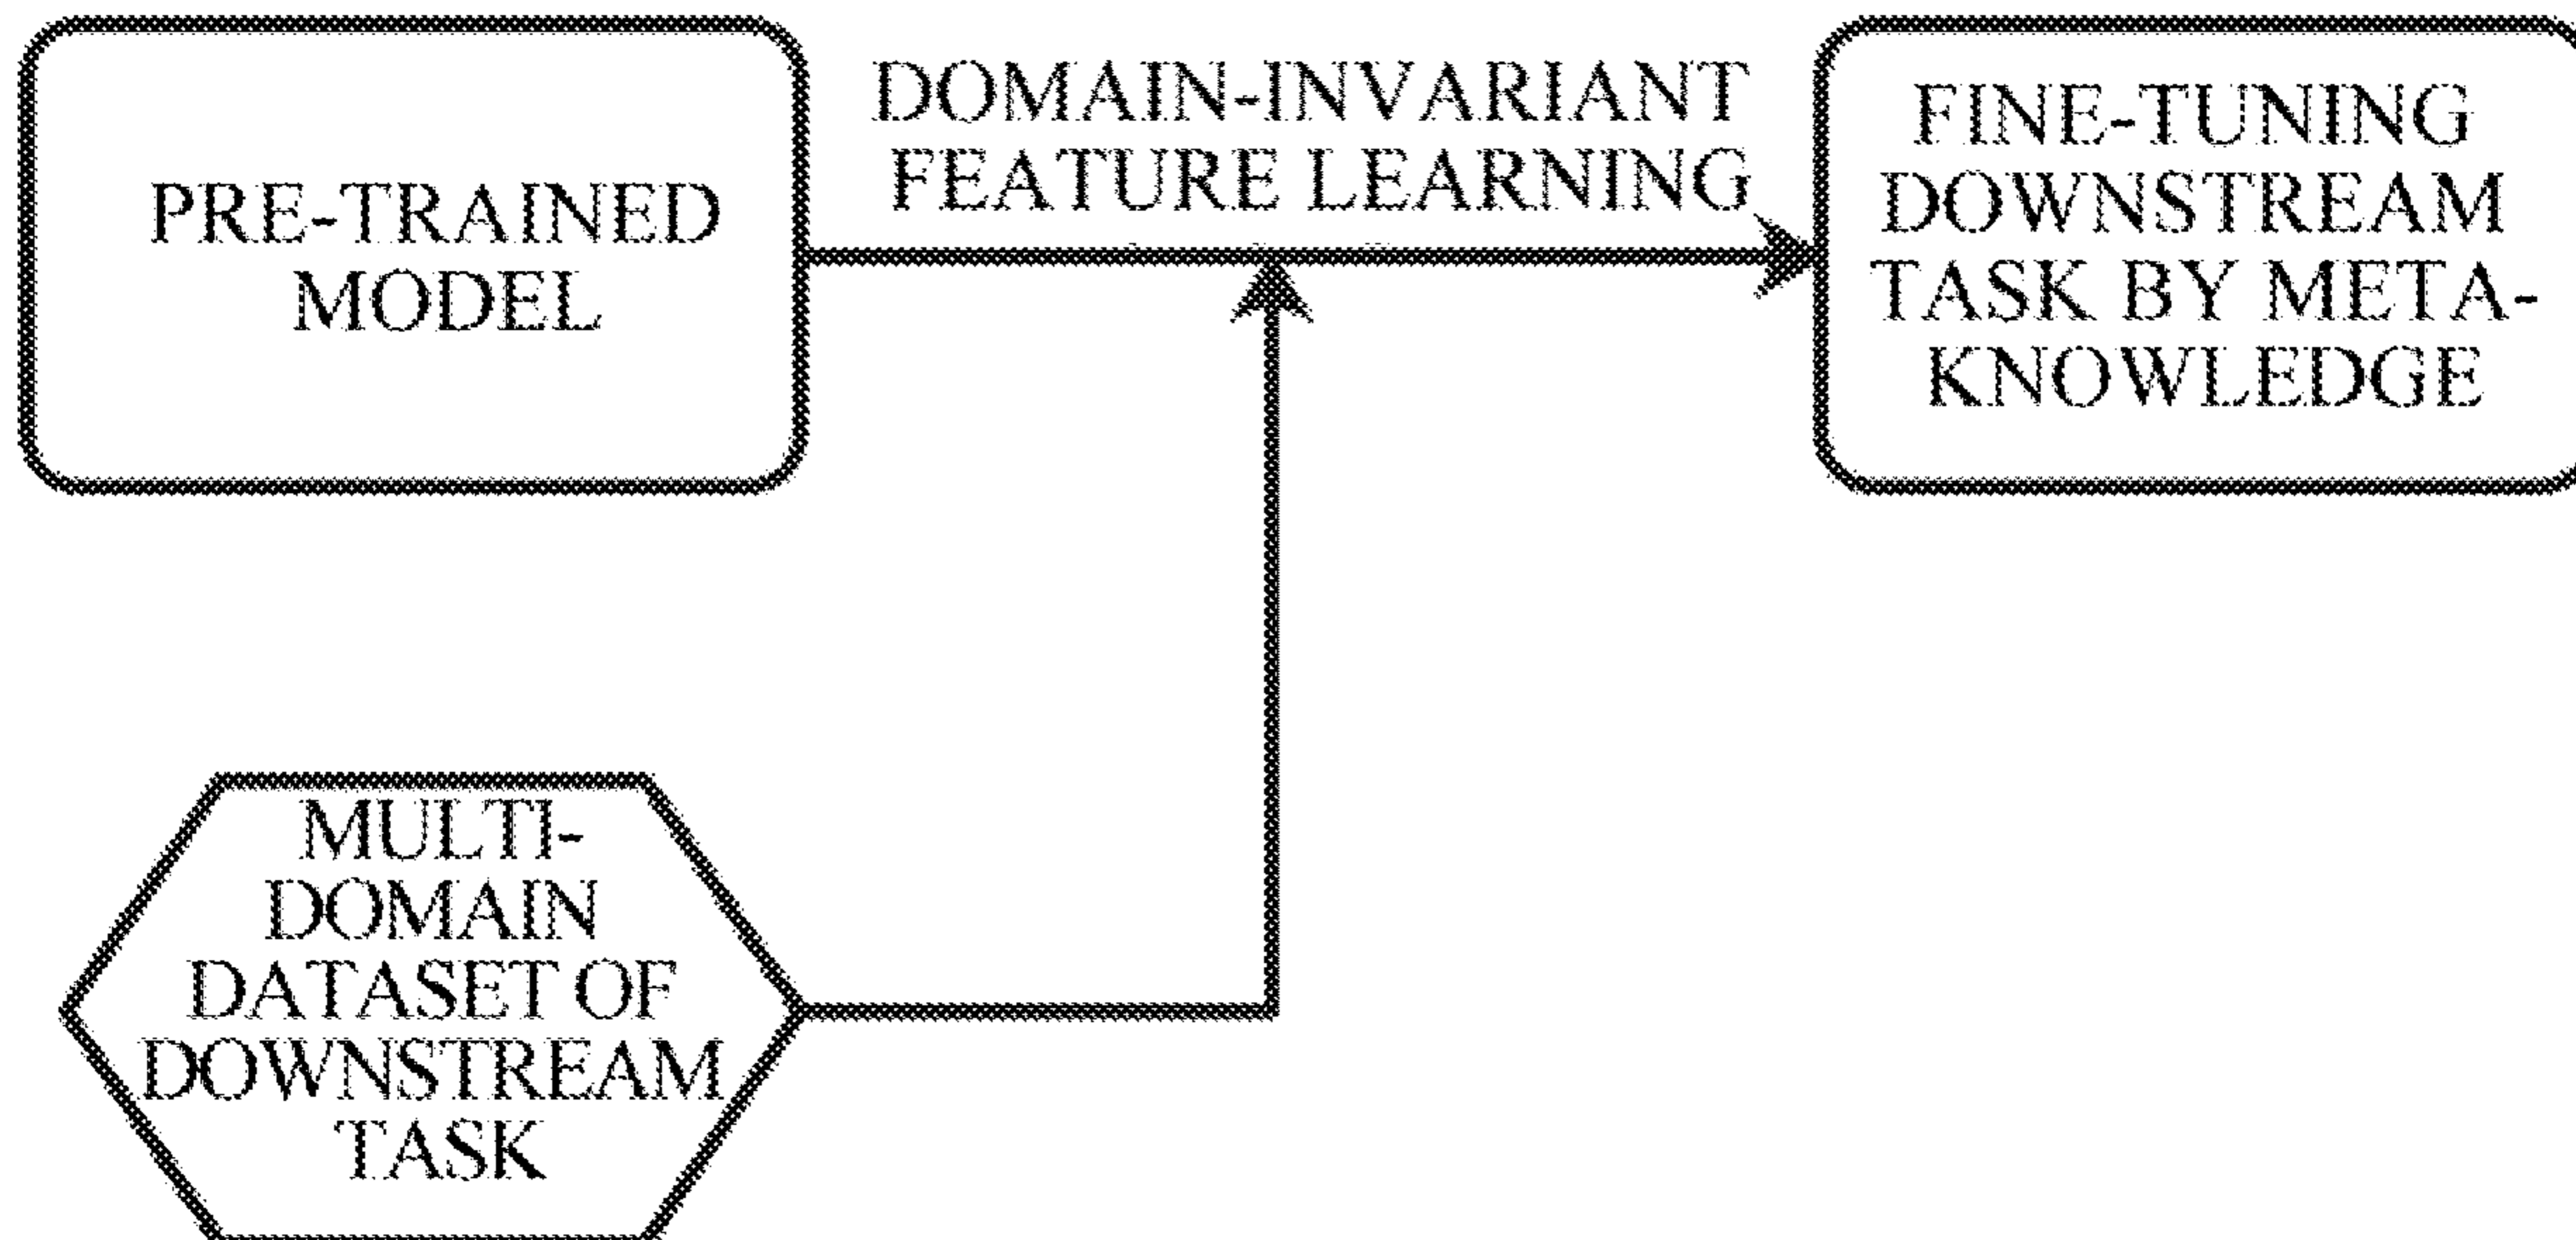 PRE-TRAINED
MODEL
DOMAIN-INVARIANT
FEATURE LEARNING
FINE-TUNING
DOWNSTREAM
TASK BY META-
KNOWLEDGE
MULTI-
DOMAIN
DATASET OF
DOWNSTREAM
TASK